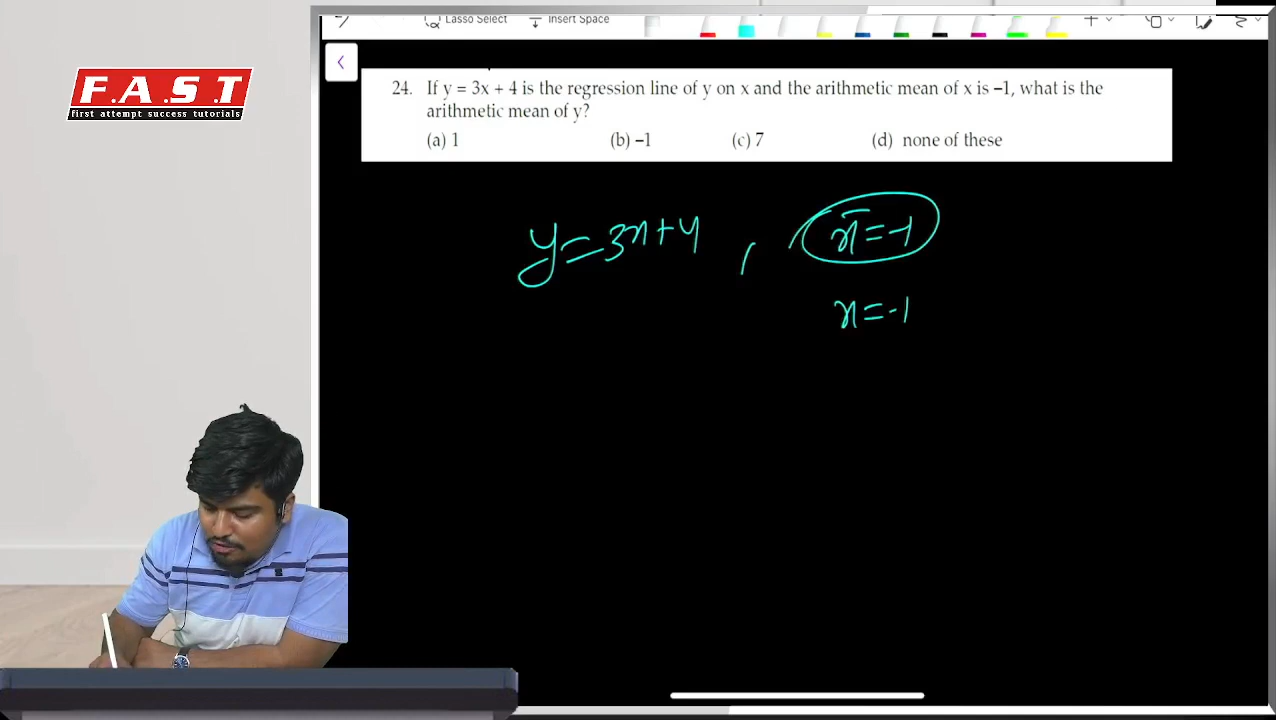 Lasso Select
Insert Space
F.A.S.T
first attempt success tutorials
24. If y = 3x + 4 is the regression line of y on x and the arithmetic mean of x is –1, what is the
arithmetic mean of y?
(a) 1 (b) –1 (c) 7 (d) none of these
y=3x+4 , x̄=-1
x=-1